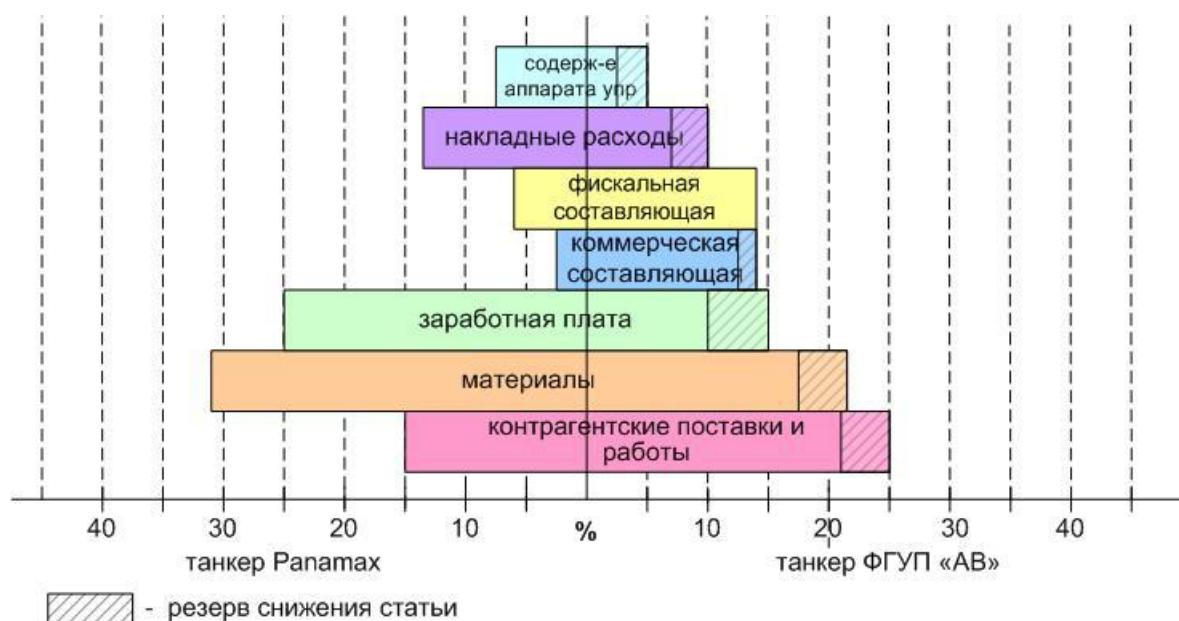 содерж-е
аппарата упр
накладные расходы
фискальная
составляющая
коммерческая
составляющая
заработная плата
материалы
контрагентские поставки и
работы
40 30 20 10 % 10 20 30 40
танкер Panamax танкер ФГУП «АВ»
- резерв снижения статьи